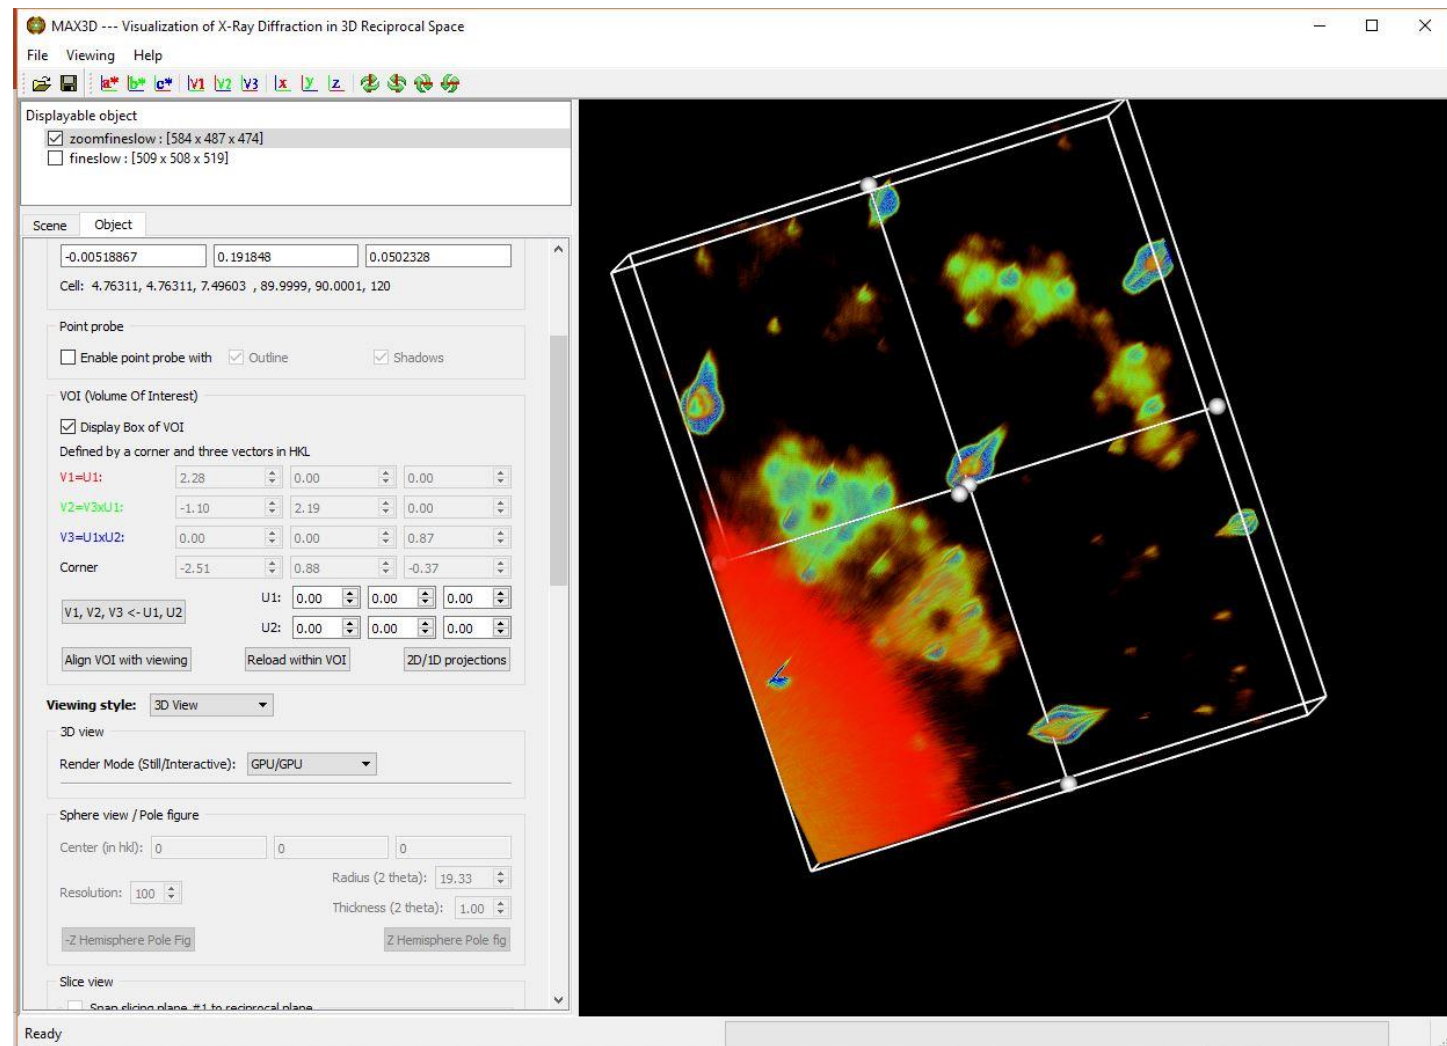 MAX3D --- Visualization of X-Ray Diffraction in 3D Reciprocal Space
File Viewing Help
a* b* c* V1 V2 V3 x y z
Displayable object
zoomfineslow : [584 x 487 x 474]
fineslow : [509 x 508 x 519]
Scene Object
-0.00518867 0.191848 0.0502328
Cell: 4.76311, 4.76311, 7.49603 , 89.9999, 90.0001, 120
Point probe
Enable point probe with Outline Shadows
VOI (Volume Of Interest)
Display Box of VOI
Defined by a corner and three vectors in HKL
V1=U1: 2.28 0.00 0.00
V2=V3xU1: -1.10 2.19 0.00
V3=U1xU2: 0.00 0.00 0.87
Corner -2.51 0.88 -0.37
U1: 0.00 0.00 0.00
V1, V2, V3 <- U1, U2
U2: 0.00 0.00 0.00
Align VOI with viewing Reload within VOI 2D/1D projections
Viewing style: 3D View
3D view
Render Mode (Still/Interactive): GPU/GPU
Sphere view / Pole figure
Center (in hkl): 0 0 0
Radius (2 theta): 19.33
Resolution: 100
Thickness (2 theta): 1.00
-Z Hemisphere Pole Fig Z Hemisphere Pole fig
Slice view
Snap slicing plane #1 to reciprocal plane
Ready